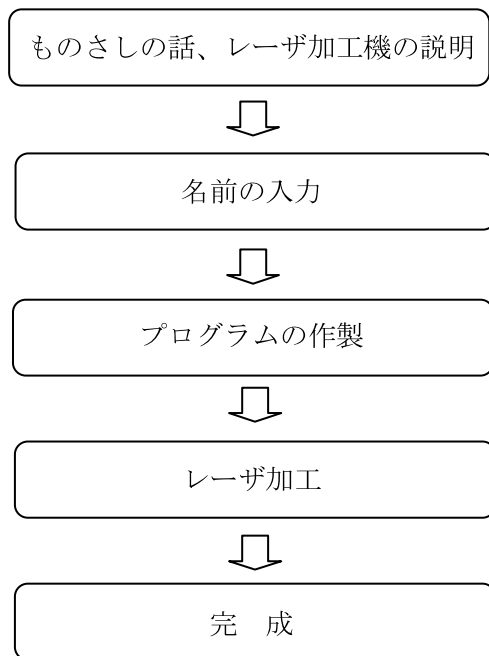 ものさしの話、レーザ加工機の説明
名前の入力
プログラムの作製
レーザ加工
完　成